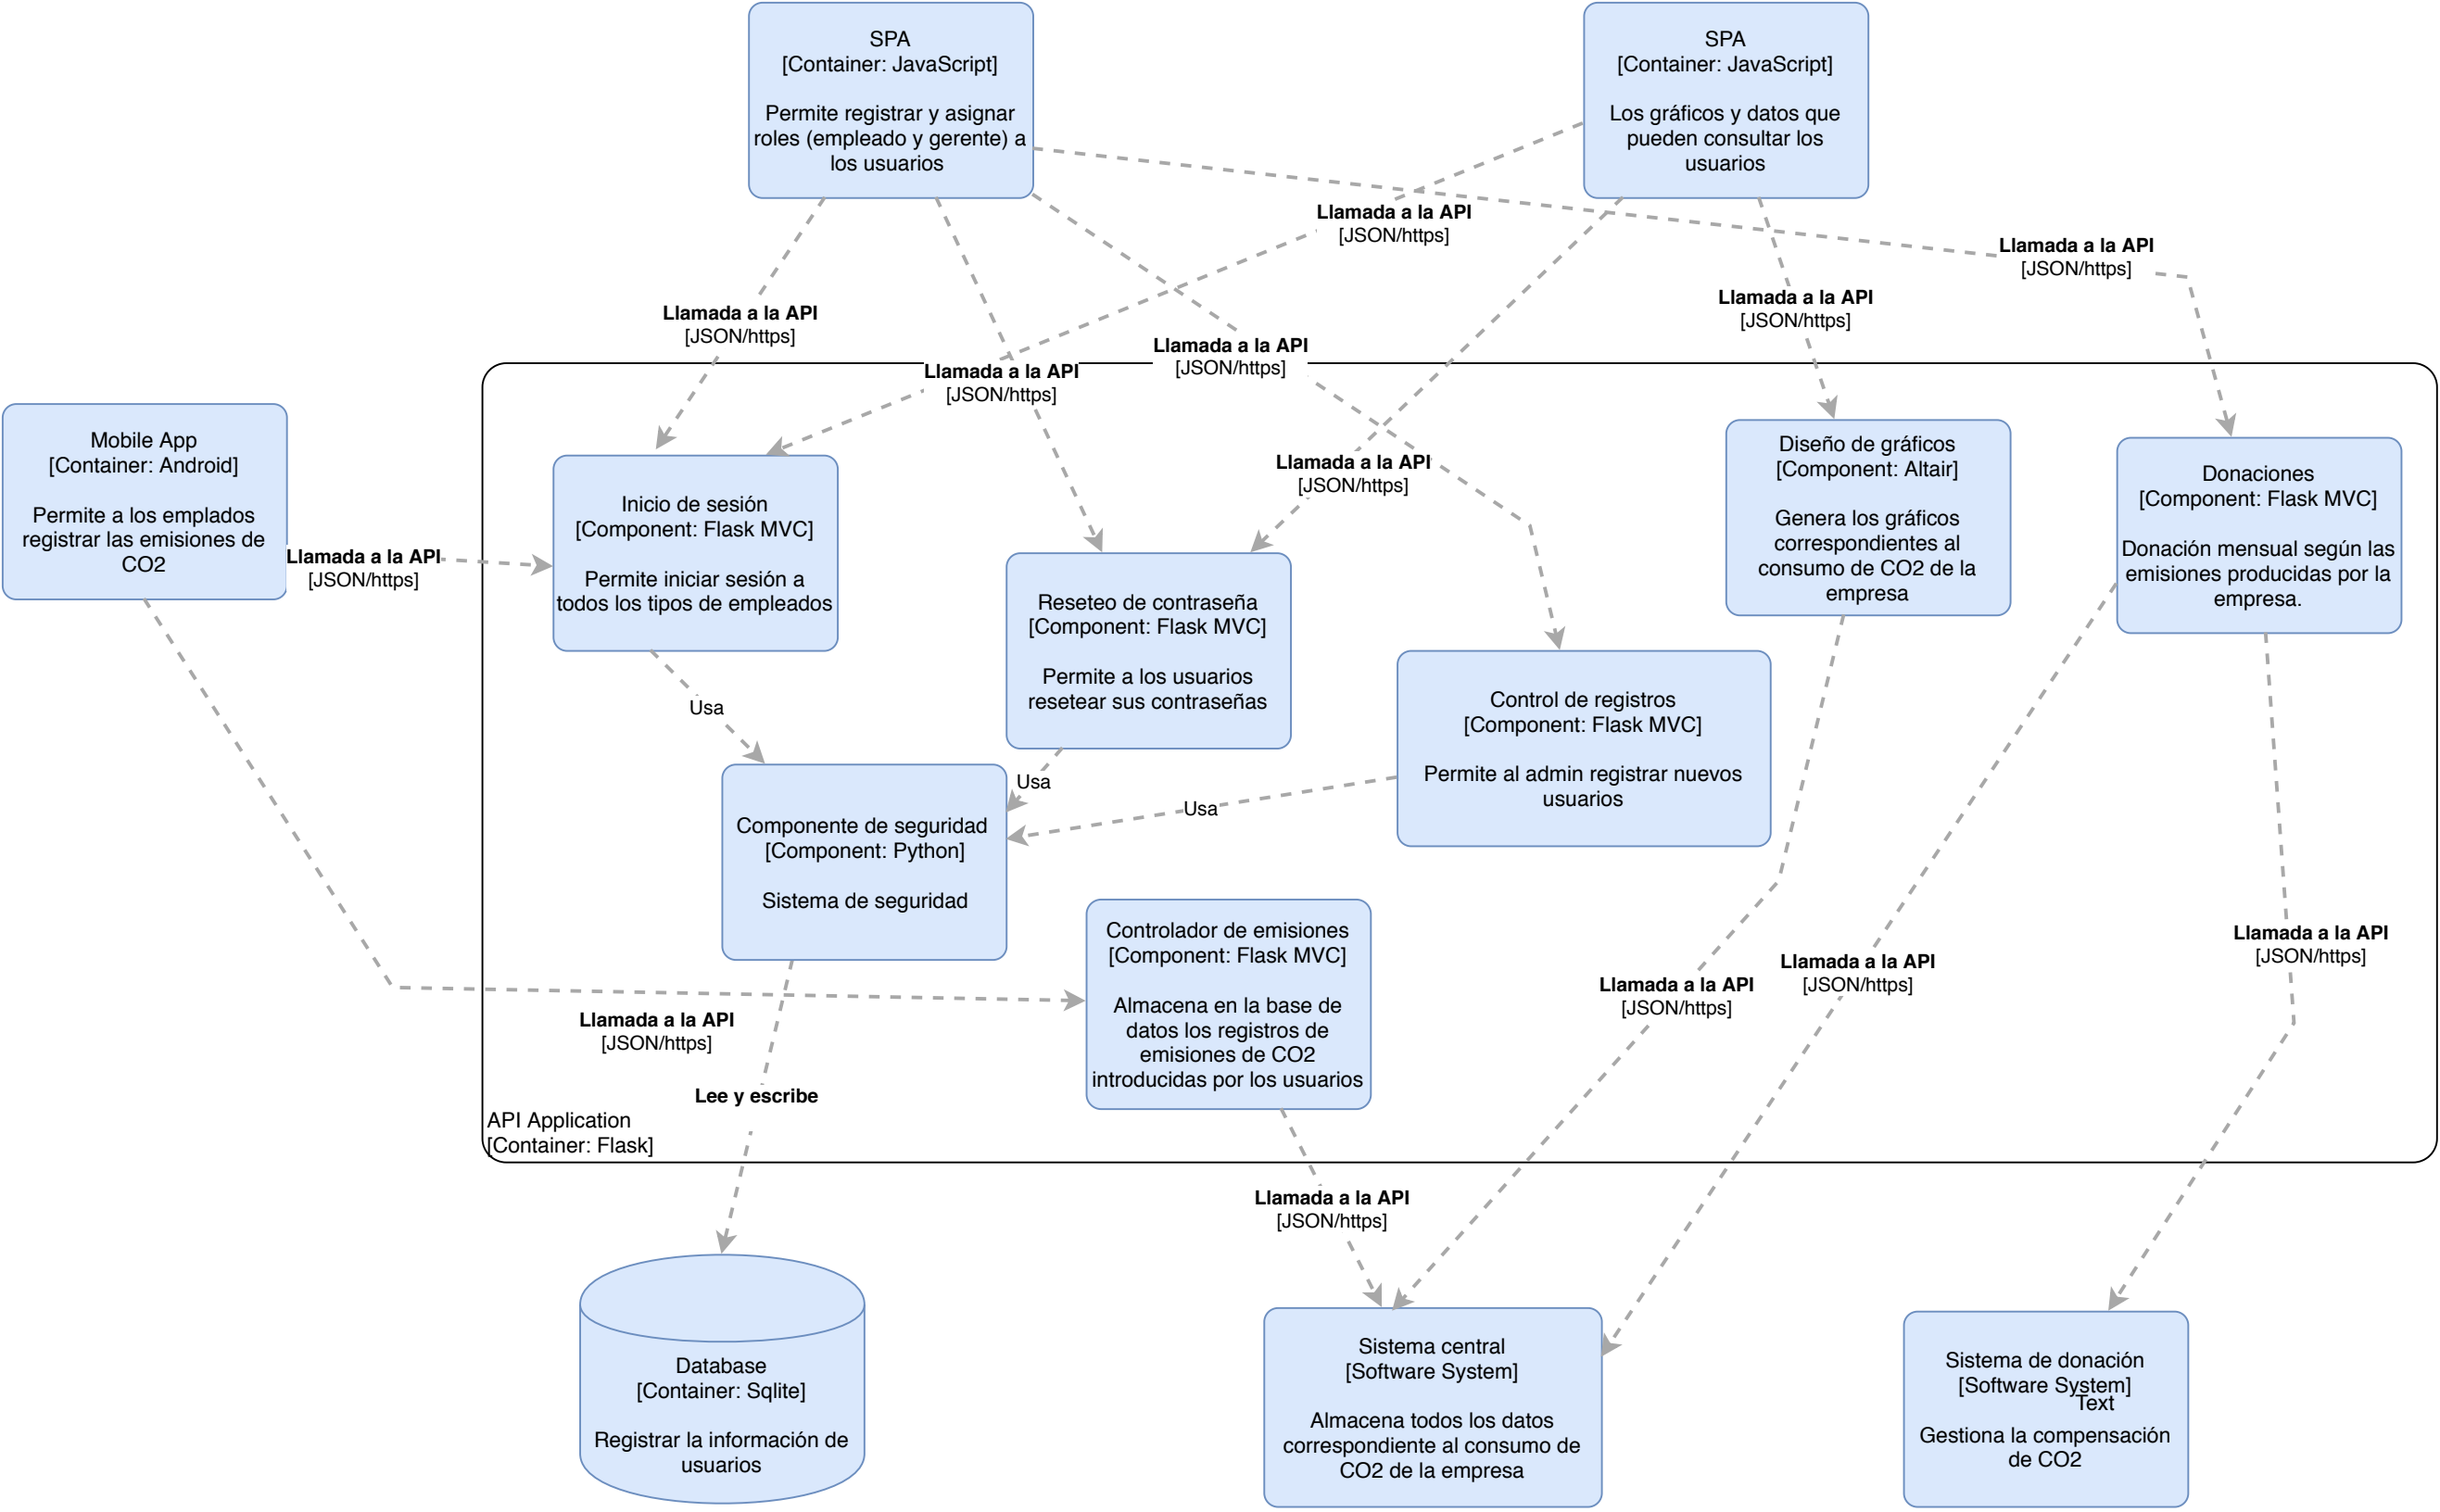 SPA
[Container: JavaScript]
Permite registrar y asignar
roles (empleado y gerente) a
los usuarios
SPA
[Container: JavaScript]
Los gráficos y datos que
pueden consultar los
usuarios
Llamada a la API
[JSON/https]
Llamada a la API
[JSON/https]
Llamada a la API
[JSON/https]
Llamada a la API
[JSON/https]
Llamada a la API
[JSON/https]
Llamada a la API
[JSON/https]
Llamada a la API
[JSON/https]
Mobile App
[Container: Android]
Permite a los emplados
registrar las emisiones de
CO2
Llamada a la API
[JSON/https]
Inicio de sesión
[Component: Flask MVC]
Permite iniciar sesión a
todos los tipos de empleados
Reseteo de contraseña
[Component: Flask MVC]
Permite a los usuarios
resetear sus contraseñas
Diseño de gráficos
[Component: Altair]
Genera los gráficos
correspondientes al
consumo de CO2 de la
empresa
Donaciones
[Component: Flask MVC]
Donación mensual según las
emisiones producidas por la
empresa.
Control de registros
[Component: Flask MVC]
Permite al admin registrar nuevos
usuarios
Usa
Usa
Usa
Componente de seguridad
[Component: Python]
Sistema de seguridad
Controlador de emisiones
[Component: Flask MVC]
Almacena en la base de
datos los registros de
emisiones de CO2
introducidas por los usuarios
Llamada a la API
[JSON/https]
Llamada a la API
[JSON/https]
Llamada a la API
[JSON/https]
Llamada a la API
[JSON/https]
Lee y escribe
API Application
[Container: Flask]
Llamada a la API
[JSON/https]
Database
[Container: Sqlite]
Registrar la información de
usuarios
Sistema central
[Software System]
Almacena todos los datos
correspondiente al consumo de
CO2 de la empresa
Sistema de donación
[Software System]
Text
Gestiona la compensación
de CO2